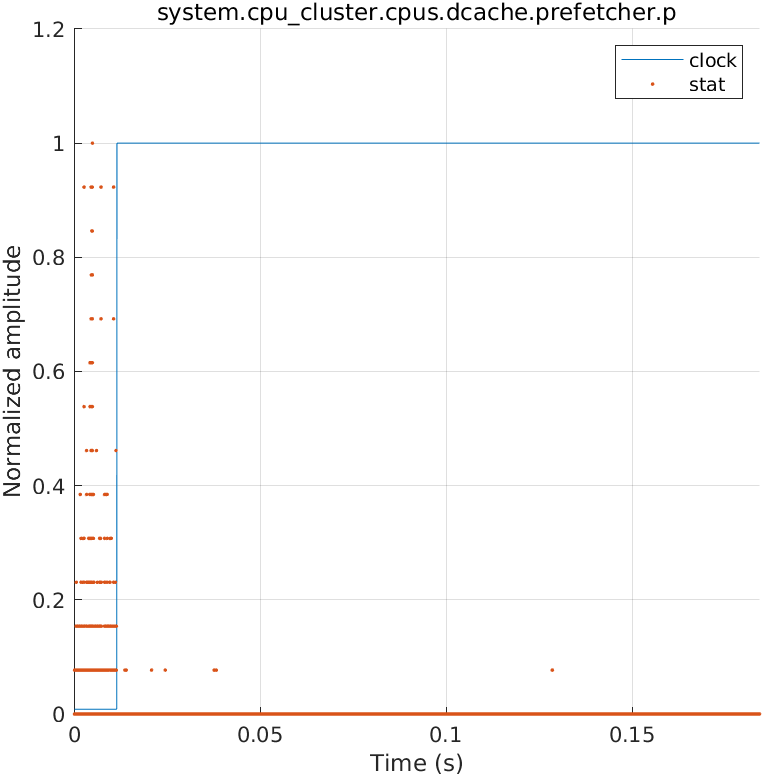 system.cpu_cluster.cpus.dcache.prefetcher.p
clock
stat
Normalized amplitude
1.2
1
0.8
0.6
0.4
0.2
0
0 0.05 0.1 0.15
Time (s)